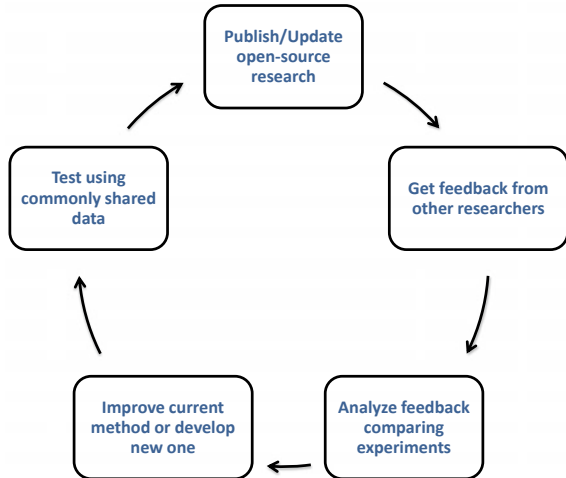 Publish/Update
open-source
research
Get feedback from
other researchers
Analyze feedback
comparing
experiments
Improve current
method or develop
new one
Test using
commonly shared
data